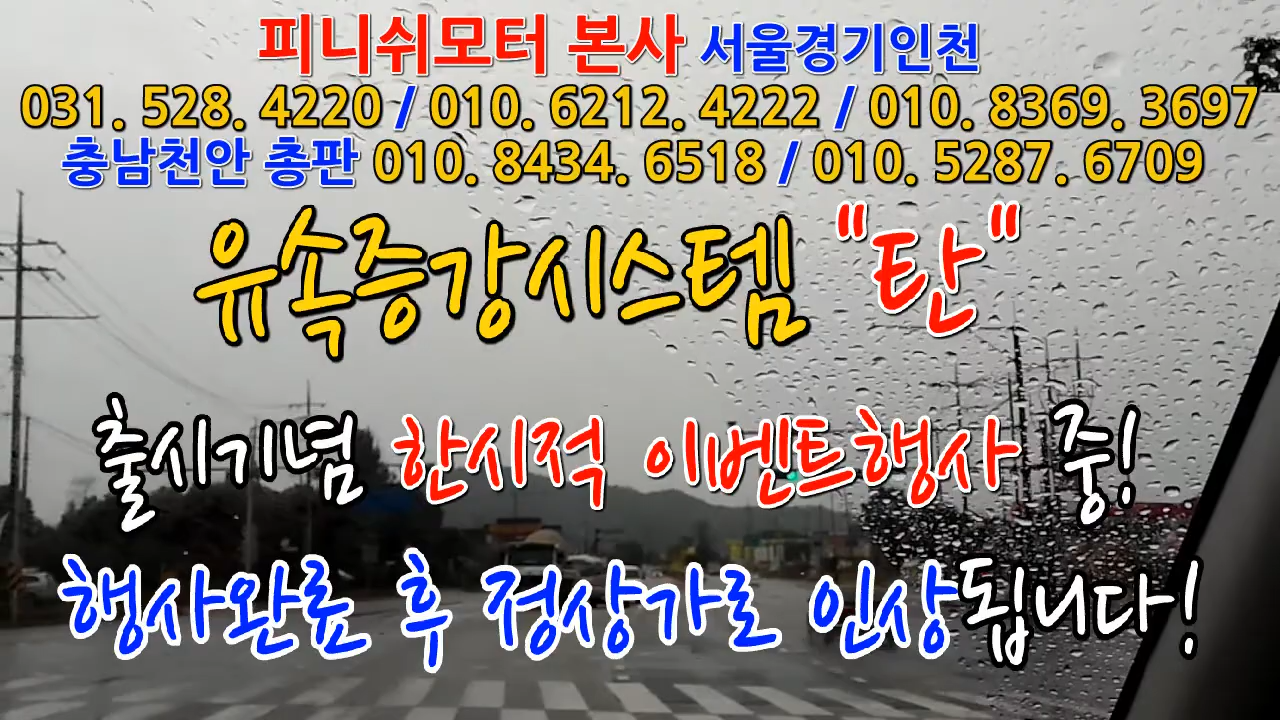 피니쉬모터 본사 서울경기인천
031. 528. 4220 / 010. 6212. 4222 / 010. 8369. 3697
충남천안 총판 010. 8434. 6518 / 010. 5287. 6709
유속증강시스템 "탄"
출시기념 한시적 이벤트행사 중!
행사완료 후 정상가로 인상됩니다!